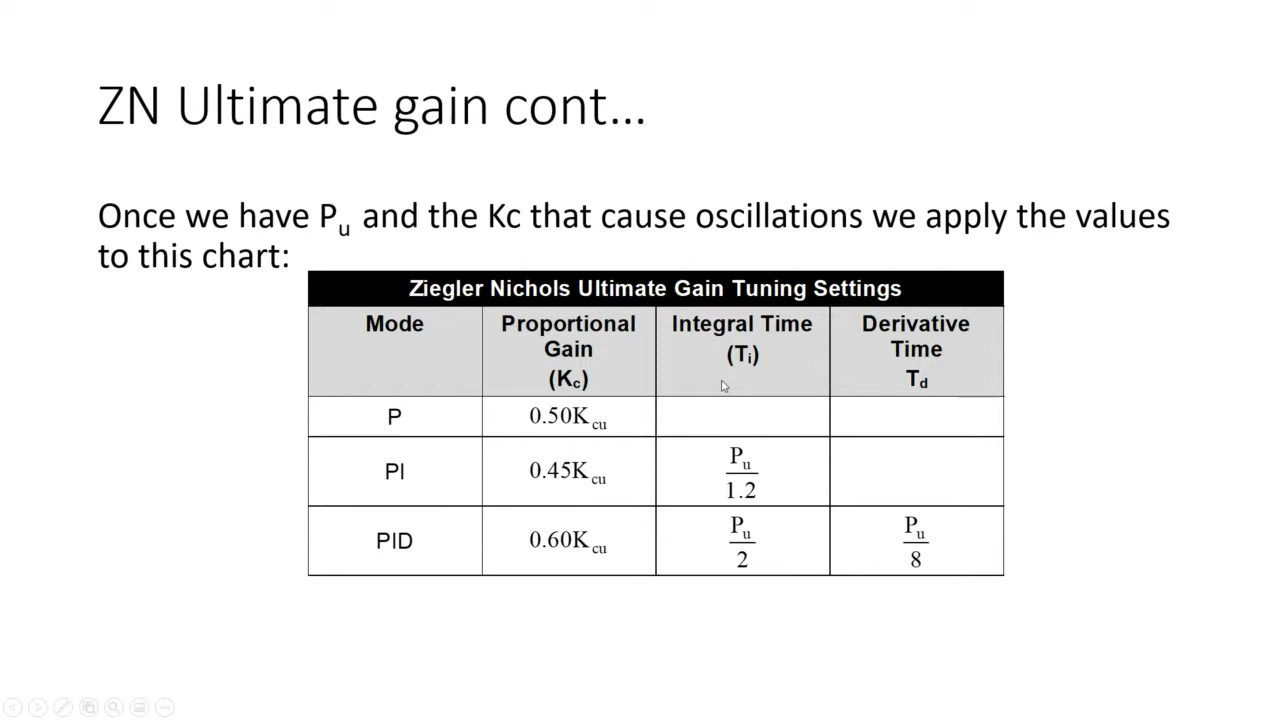 ZN Ultimate gain cont...
Once we have Pu and the Kc that cause oscillations we apply the values
to this chart:
Ziegler Nichols Ultimate Gain Tuning Settings
Mode
Proportional
Gain
(Kc)
Integral Time
(Ti)
Derivative
Time
Td
P
0.50Kcu
PI
0.45Kcu
Pu
1.2
PID
0.60Kcu
Pu
2
Pu
8